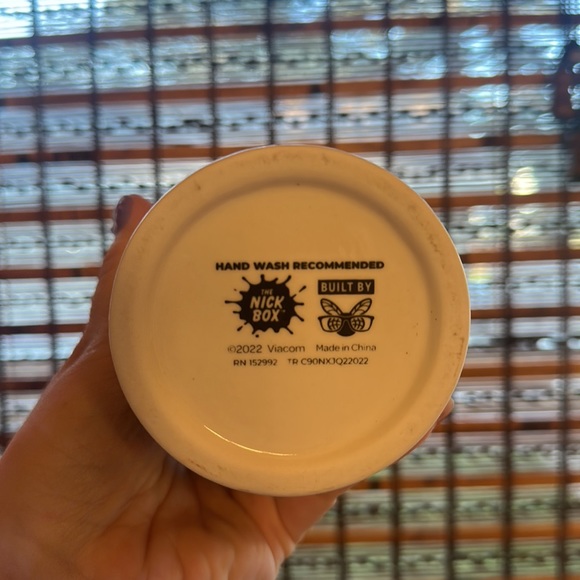 HAND WASH RECOMMENDED
THE
NICK
BOX
BUILT BY
©2022 Viacom Made in China
RN 152992 TR C90NXJQ22022